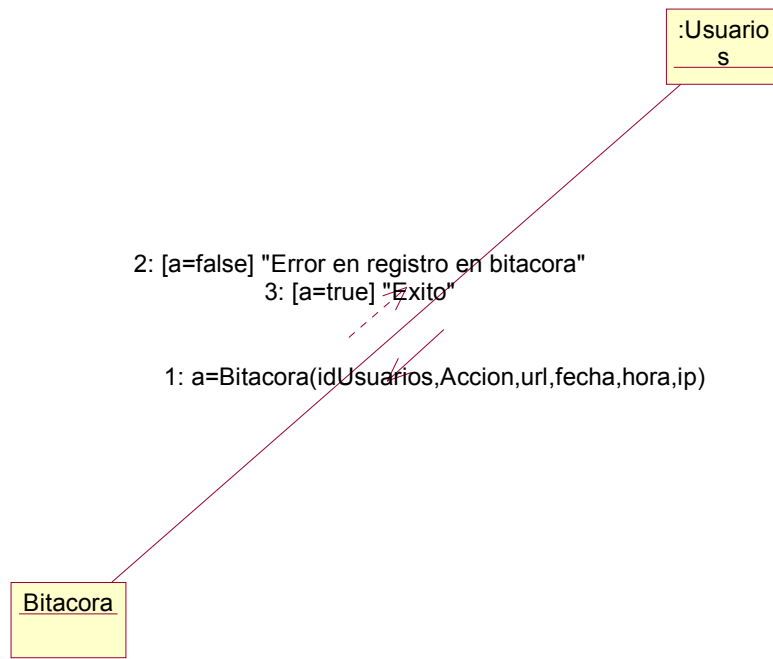 :Usuario
s
2: [a=false] "Error en registro en bitacora"
3: [a=true] "Exito"
1: a=Bitacora(idUsuarios,Accion,url,fecha,hora,ip)
Bitacora